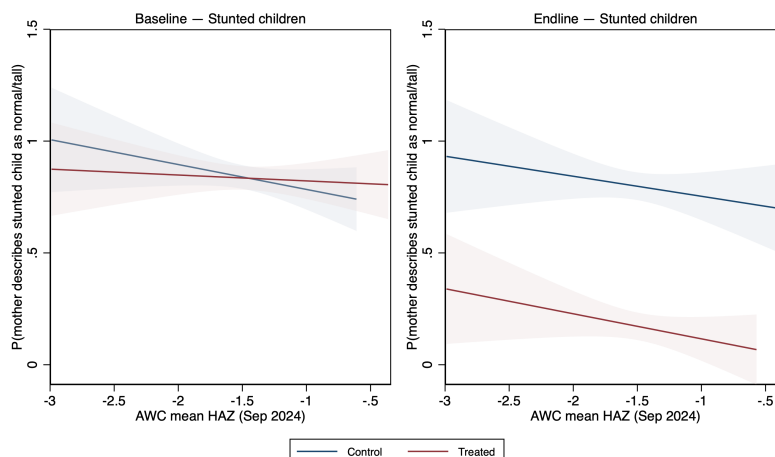 Baseline — Stunted children
P(mother describes stunted child as normal/tall)
1.5
1
.5
0
-3
-2.5
-2
-1.5
-1
-.5
AWC mean HAZ (Sep 2024)
Endline — Stunted children
P(mother describes stunted child as normal/tall)
1.5
1
.5
0
-3
-2.5
-2
-1.5
-1
-.5
AWC mean HAZ (Sep 2024)
Control
Treated